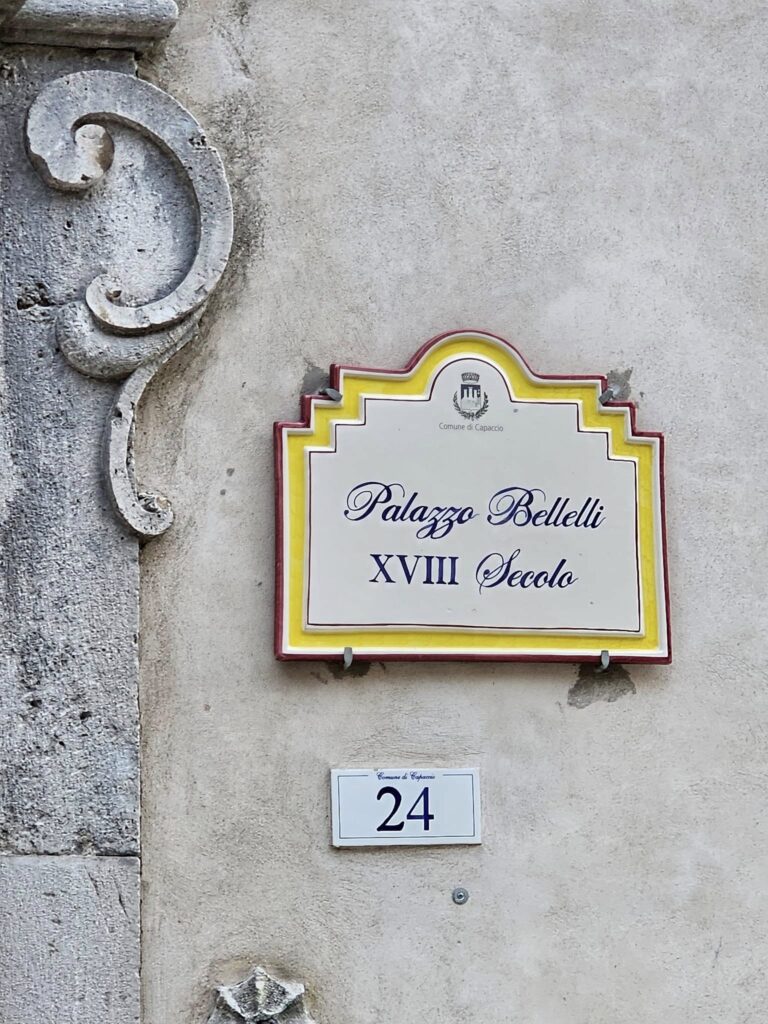 Comune di Capaccio
Palazzo Bellelli
XVIII Secolo
Comune di Capaccio
24